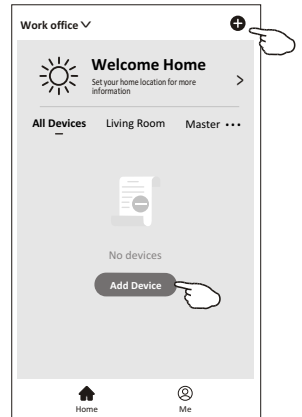 Work office
Welcome Home
Set your home location for more
information
All Devices Living Room Master
No devices
Add Device
Home Me